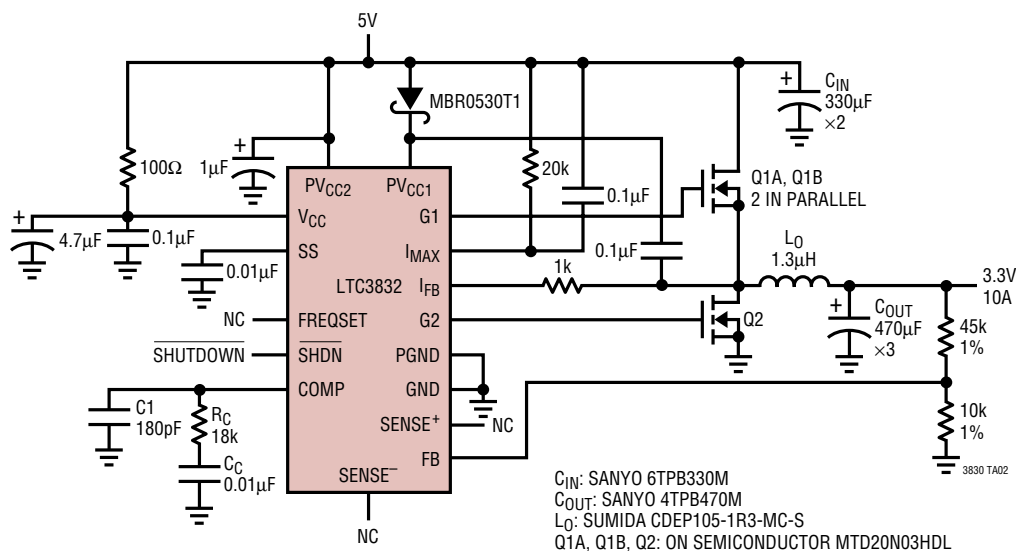 5V
MBR0530T1
CIN
330µF
×2
1µF
100Ω
20k
PVCC2 PVCC1
Q1A, Q1B
2 IN PARALLEL
0.1µF
VCC G1
4.7µF
0.1µF
SS IMAX
0.1µF
LO
1.3µH
0.01µF
1k
LTC3832 IFB
3.3V
10A
NC
FREQSET G2
Q2
COUT
470µF
×3
45k
1%
SHUTDOWN
SHDN PGND
COMP GND
C1
180pF
RC
18k
SENSE+
NC
10k
1%
FB
CC
0.01µF
SENSE–
3830 TA02
NC
CIN: SANYO 6TPB330M
COUT: SANYO 4TPB470M
LO: SUMIDA CDEP105-1R3-MC-S
Q1A, Q1B, Q2: ON SEMICONDUCTOR MTD20N03HDL